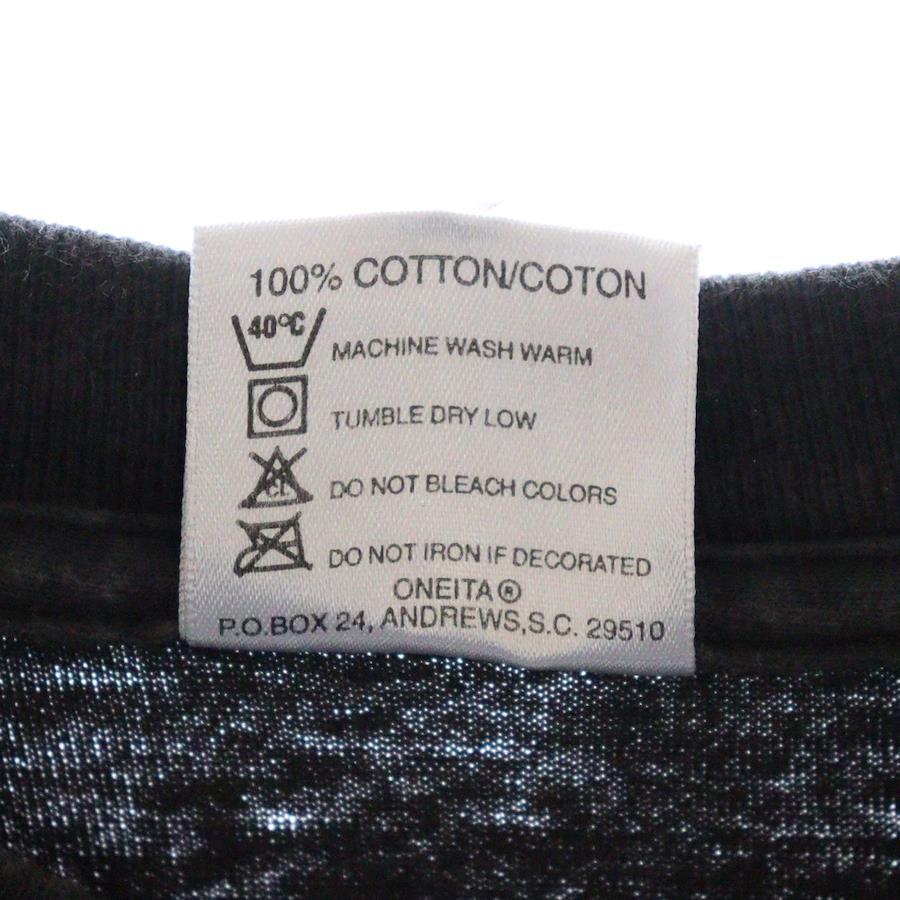 100% COTTON/COTON
40°C MACHINE WASH WARM
TUMBLE DRY LOW
CL DO NOT BLEACH COLORS
DO NOT IRON IF DECORATED
ONEITA®
P.O.BOX 24, ANDREWS,S.C. 29510